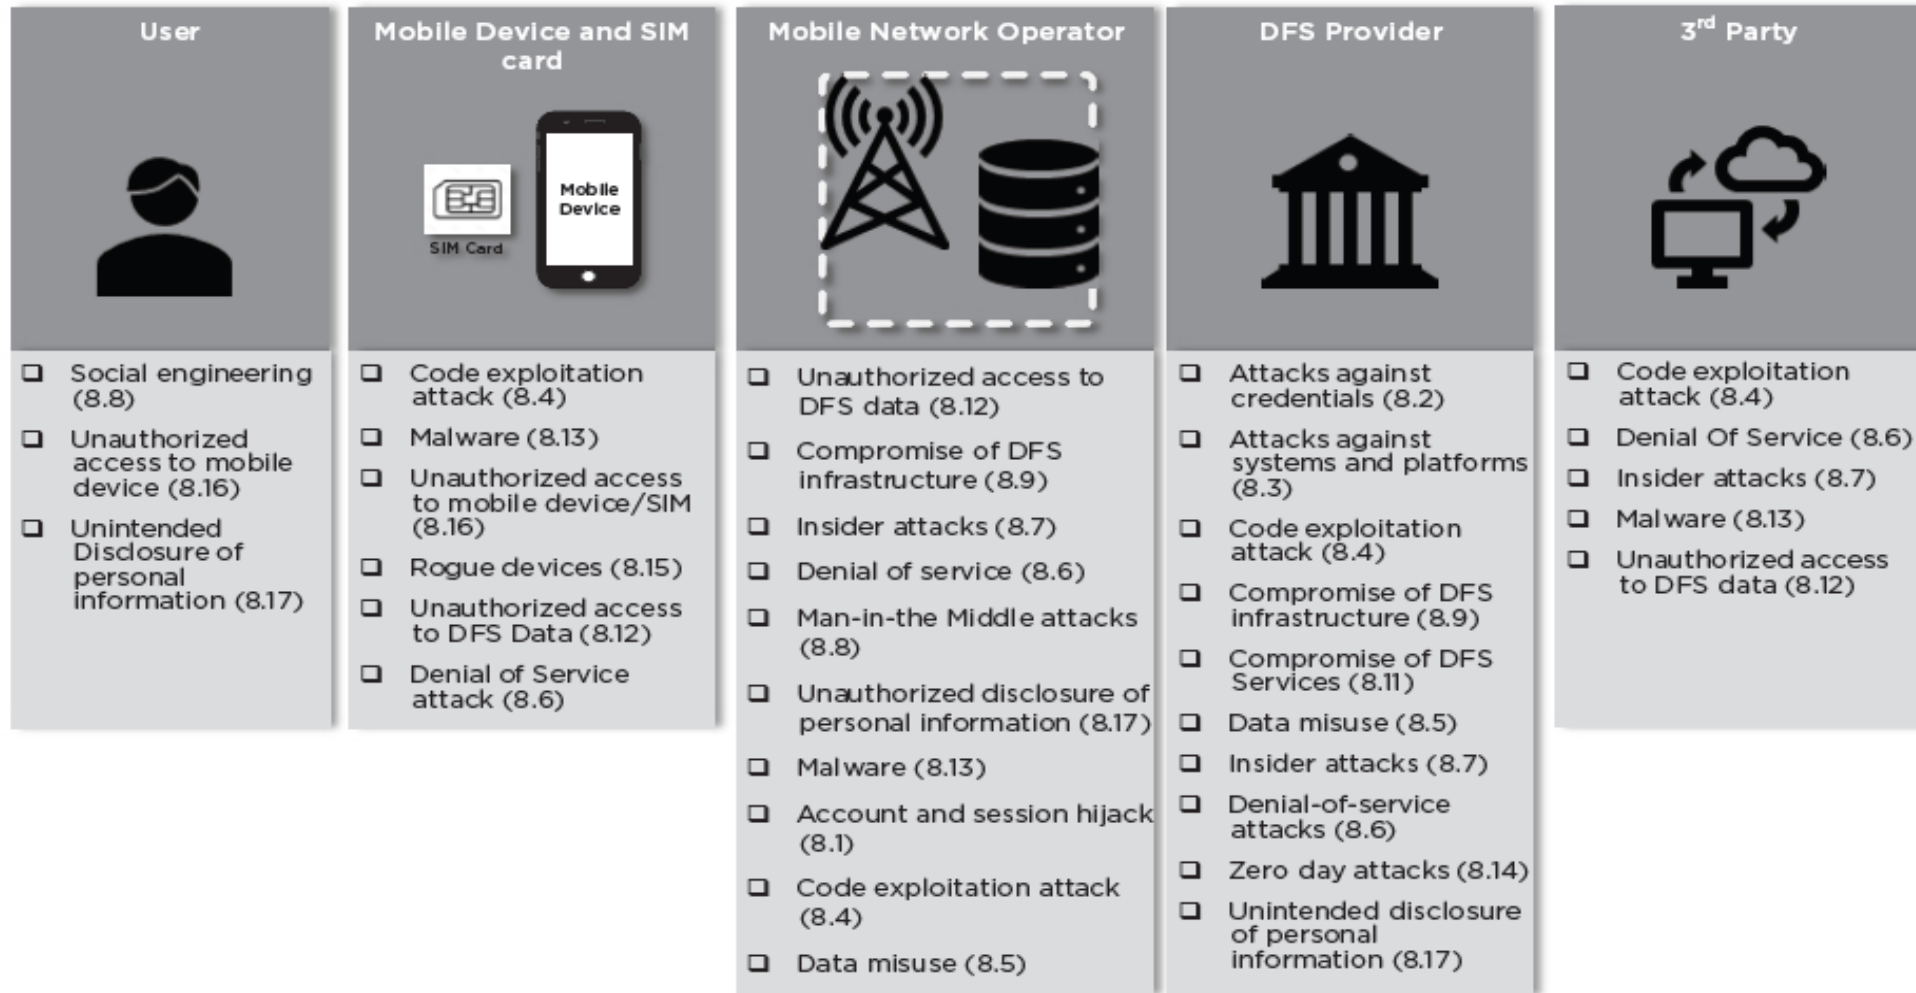 User
Social engineering
(8.8)
Unauthorized
access to mobile
device (8.16)
Unintended
Disclosure of
personal
information (8.17)
Mobile Device and SIM
card
SIM Card
Mobile
Device
Code exploitation
attack (8.4)
Malware (8.13)
Unauthorized access
to mobile device/SIM
(8.16)
Rogue devices (8.15)
Unauthorized access
to DFS Data (8.12)
Denial of Service
attack (8.6)
Mobile Network Operator
Unauthorized access to
DFS data (8.12)
Compromise of DFS
infrastructure (8.9)
Insider attacks (8.7)
Denial of service (8.6)
Man-in-the Middle attacks
(8.8)
Unauthorized disclosure of
personal information (8.17)
Malware (8.13)
Account and session hijack
(8.1)
Code exploitation attack
(8.4)
Data misuse (8.5)
DFS Provider
Attacks against
credentials (8.2)
Attacks against
systems and platforms
(8.3)
Code exploitation
attack (8.4)
Compromise of DFS
infrastructure (8.9)
Compromise of DFS
Services (8.11)
Data misuse (8.5)
Insider attacks (8.7)
Denial-of-service
attacks (8.6)
Zero day attacks (8.14)
Unintended disclosure
of personal
information (8.17)
3rd Party
Code exploitation
attack (8.4)
Denial Of Service (8.6)
Insider attacks (8.7)
Malware (8.13)
Unauthorized access
to DFS data (8.12)